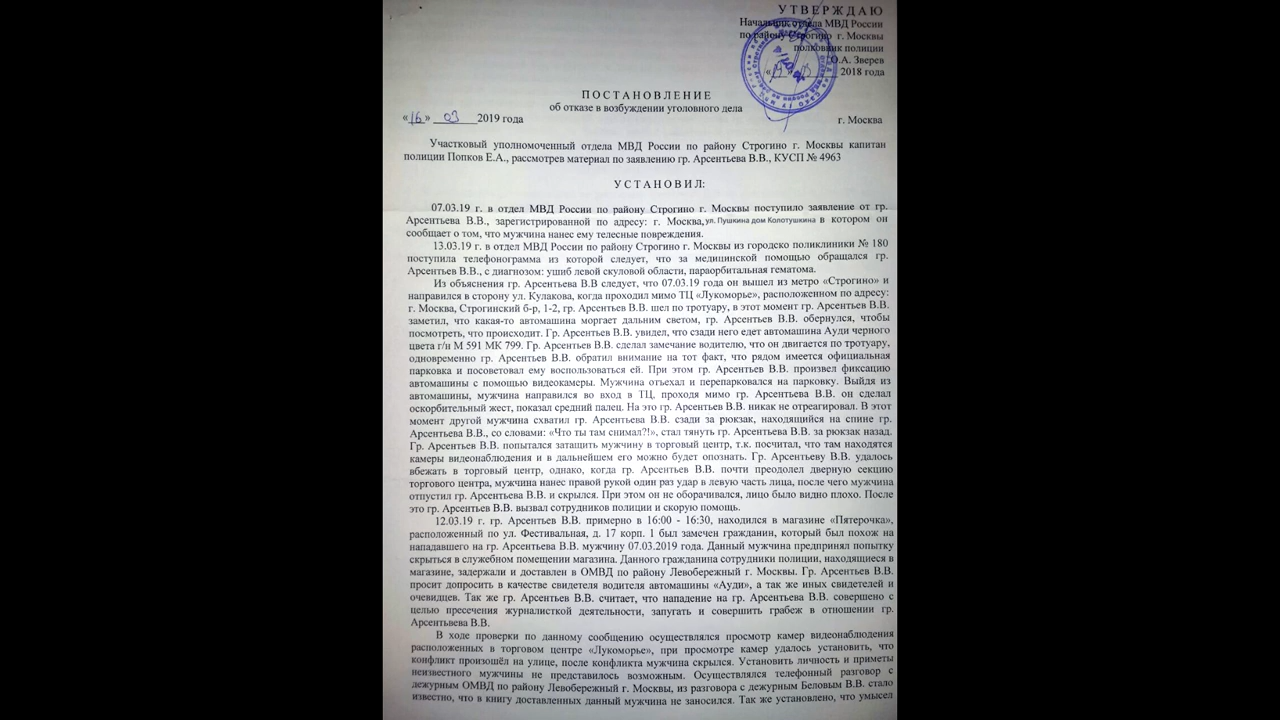 У Т В Е Р Ж Д А Ю
Начальник отдела МВД России
по району Строгино г. Москвы
полковник полиции
О.А. Зверев
2018 года
П О С Т А Н О В Л Е Н И Е
об отказе в возбуждении уголовного дела
«16» 03 2019 года
г. Москва
Участковый уполномоченный отдела МВД России по району Строгино г. Москвы капитан
полиции Попков Е.А., рассмотрев материал по заявлению гр. Арсентьева В.В., КУСП № 4963
У С Т А Н О В И Л:
07.03.19 г. в отдел МВД России по району Строгино г. Москвы поступило заявление от гр.
Арсентьева В.В., зарегистрированной по адресу: г. Москва, ул. Пушкина дом Колотушкина в котором он
сообщает о том, что мужчина нанес ему телесные повреждения.
13.03.19 г. в отдел МВД России по району Строгино г. Москвы из городско поликлиники № 180
поступила телефонограмма из которой следует, что за медицинской помощью обращался гр.
Арсентьев В.В., с диагнозом: ушиб левой скуловой области, параорбитальная гематома.
Из объяснения гр. Арсентьева В.В следует, что 07.03.19 года он вышел из метро «Строгино» и
направился в сторону ул. Кулакова, когда проходил мимо ТЦ «Лукоморье», расположенном по адресу:
г. Москва, Строгинский б-р, 1-2, гр. Арсентьев В.В. шел по тротуару, в этот момент гр. Арсентьев В.В.
заметил, что какая-то автомашина моргает дальним светом, гр. Арсентьев В.В. обернулся, чтобы
посмотреть, что происходит. Гр. Арсентьев В.В. увидел, что сзади него едет автомашина Ауди черного
цвета г/н М 591 МК 799. Гр. Арсентьев В.В. сделал замечание водителю, что он двигается по тротуару,
одновременно гр. Арсентьев В.В. обратил внимание на тот факт, что рядом имеется официальная
парковка и посоветовал ему воспользоваться ей. При этом гр. Арсентьев В.В. произвел фиксацию
автомашины с помощью видеокамеры. Мужчина отъехал и перепарковался на парковку. Выйдя из
автомашины, мужчина направился во вход в ТЦ, проходя мимо гр. Арсентьева В.В. он сделал
оскорбительный жест, показал средний палец. На это гр. Арсентьев В.В. никак не отреагировал. В этот
момент другой мужчина схватил гр. Арсентьева В.В. сзади за рюкзак, находящийся на спине гр.
Арсентьева В.В., со словами: «Что ты там снимал?!», стал тянуть гр. Арсентьева В.В. за рюкзак назад.
Гр. Арсентьев В.В. попытался затащить мужчину в торговый центр, т.к. посчитал, что там находятся
камеры видеонаблюдения и в дальнейшем его можно будет опознать. Гр. Арсентьеву В.В. удалось
вбежать в торговый центр, однако, когда гр. Арсентьев В.В. почти преодолел дверную секцию
торгового центра, мужчина нанес правой рукой один раз удар в левую часть лица, после чего мужчина
отпустил гр. Арсентьева В.В. и скрылся. При этом он не оборачивался, лицо было видно плохо. После
это гр. Арсентьев В.В. вызвал сотрудников полиции и скорую помощь.
12.03.19 г. гр. Арсентьев В.В. примерно в 16:00 - 16:30, находился в магазине «Пятерочка»,
расположенный по ул. Фестивальная, д. 17 корп. 1 был замечен гражданин, который был похож на
нападавшего на гр. Арсентьева В.В. мужчину 07.03.2019 года. Данный мужчина предпринял попытку
скрыться в служебном помещении магазина. Данного гражданина сотрудники полиции, находящиеся в
магазине, задержали и доставлен в ОМВД по району Левобережный г. Москвы. Гр. Арсентьев В.В.
просит допросить в качестве свидетеля водителя автомашины «Ауди», а так же иных свидетелей и
очевидцев. Так же гр. Арсентьев В.В. считает, что нападение на гр. Арсентьева В.В. совершено с
целью пресечения журналисткой деятельности, запугать и совершить грабеж в отношении гр.
Арсентьвева В.В.
В ходе проверки по данному сообщению осуществлялся просмотр камер видеонаблюдения
расположенных в торговом центре «Лукоморье», при просмотре камер удалось установить, что
конфликт произошёл на улице, после конфликта мужчина скрылся. Установить личность и приметы
неизвестного мужчины не представилось возможным. Осуществлялся телефонный разговор с
дежурным ОМВД по району Левобережный г. Москвы, из разговора с дежурным Беловым В.В. стало
известно, что в книгу доставленных данный мужчина не заносился. Так же установлено, что умысел